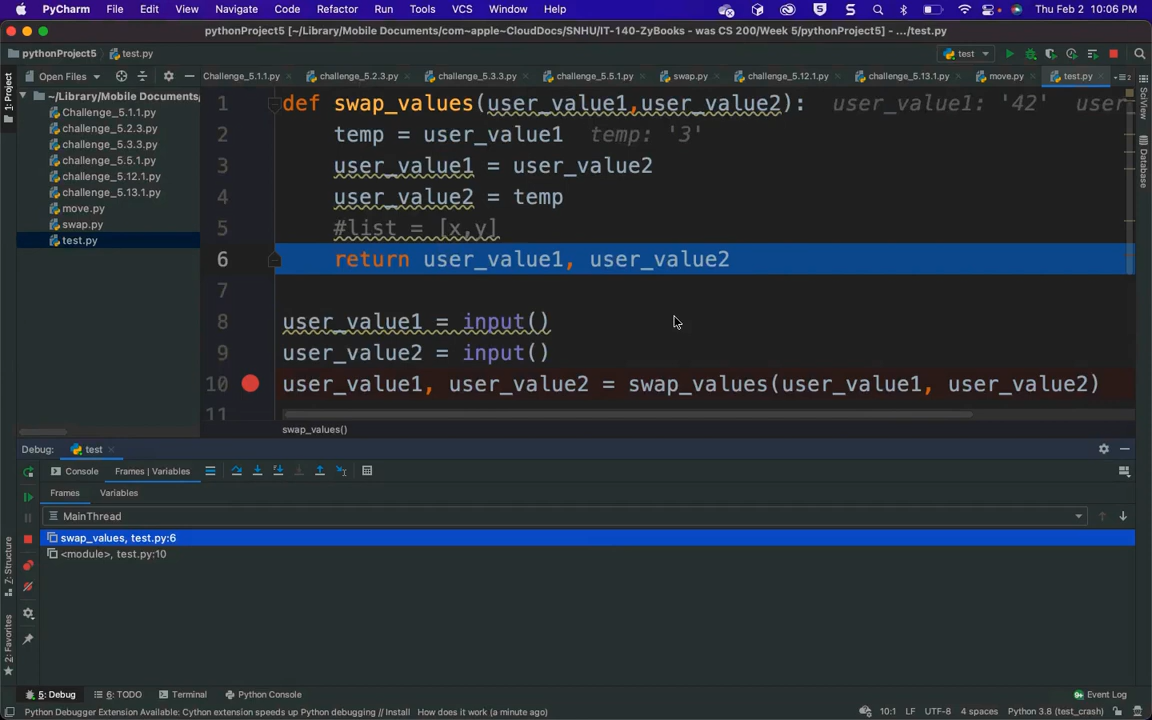 PyCharm File Edit View Navigate Code Refactor Run Tools VCS Window Help Thu Feb 2 10:06 PM
pythonProject5 [~/Library/Mobile Documents/com~apple~CloudDocs/SNHU/IT-140-ZyBooks - was CS 200/Week 5/pythonProject5] - .../test.py
pythonProject5 test.py test
1: Project
Open Files
Challenge_5.1.1.py challenge_5.2.3.py challenge_5.3.3.py challenge_5.5.1.py swap.py challenge_5.12.1.py challenge_5.13.1.py move.py test.py
~/Library/Mobile Documents/
Challenge_5.1.1.py
challenge_5.2.3.py
challenge_5.3.3.py
challenge_5.5.1.py
challenge_5.12.1.py
challenge_5.13.1.py
move.py
swap.py
test.py
1 def swap_values(user_value1,user_value2): user_value1: '42' user
2 temp = user_value1 temp: '3'
3 user_value1 = user_value2
4 user_value2 = temp
5 #list = [x,y]
6 return user_value1, user_value2
7
8 user_value1 = input()
9 user_value2 = input()
10 user_value1, user_value2 = swap_values(user_value1, user_value2)
11
swap_values()
SciView
Database
Debug: test
Console Frames | Variables
Frames Variables
MainThread
swap_values, test.py:6
<module>, test.py:10
Z: Structure
2: Favorites
5: Debug 6: TODO Terminal Python Console 9+ Event Log
Python Debugger Extension Available: Cython extension speeds up Python debugging // Install How does it work (a minute ago) 10:1 LF UTF-8 4 spaces Python 3.8 (test_crash)